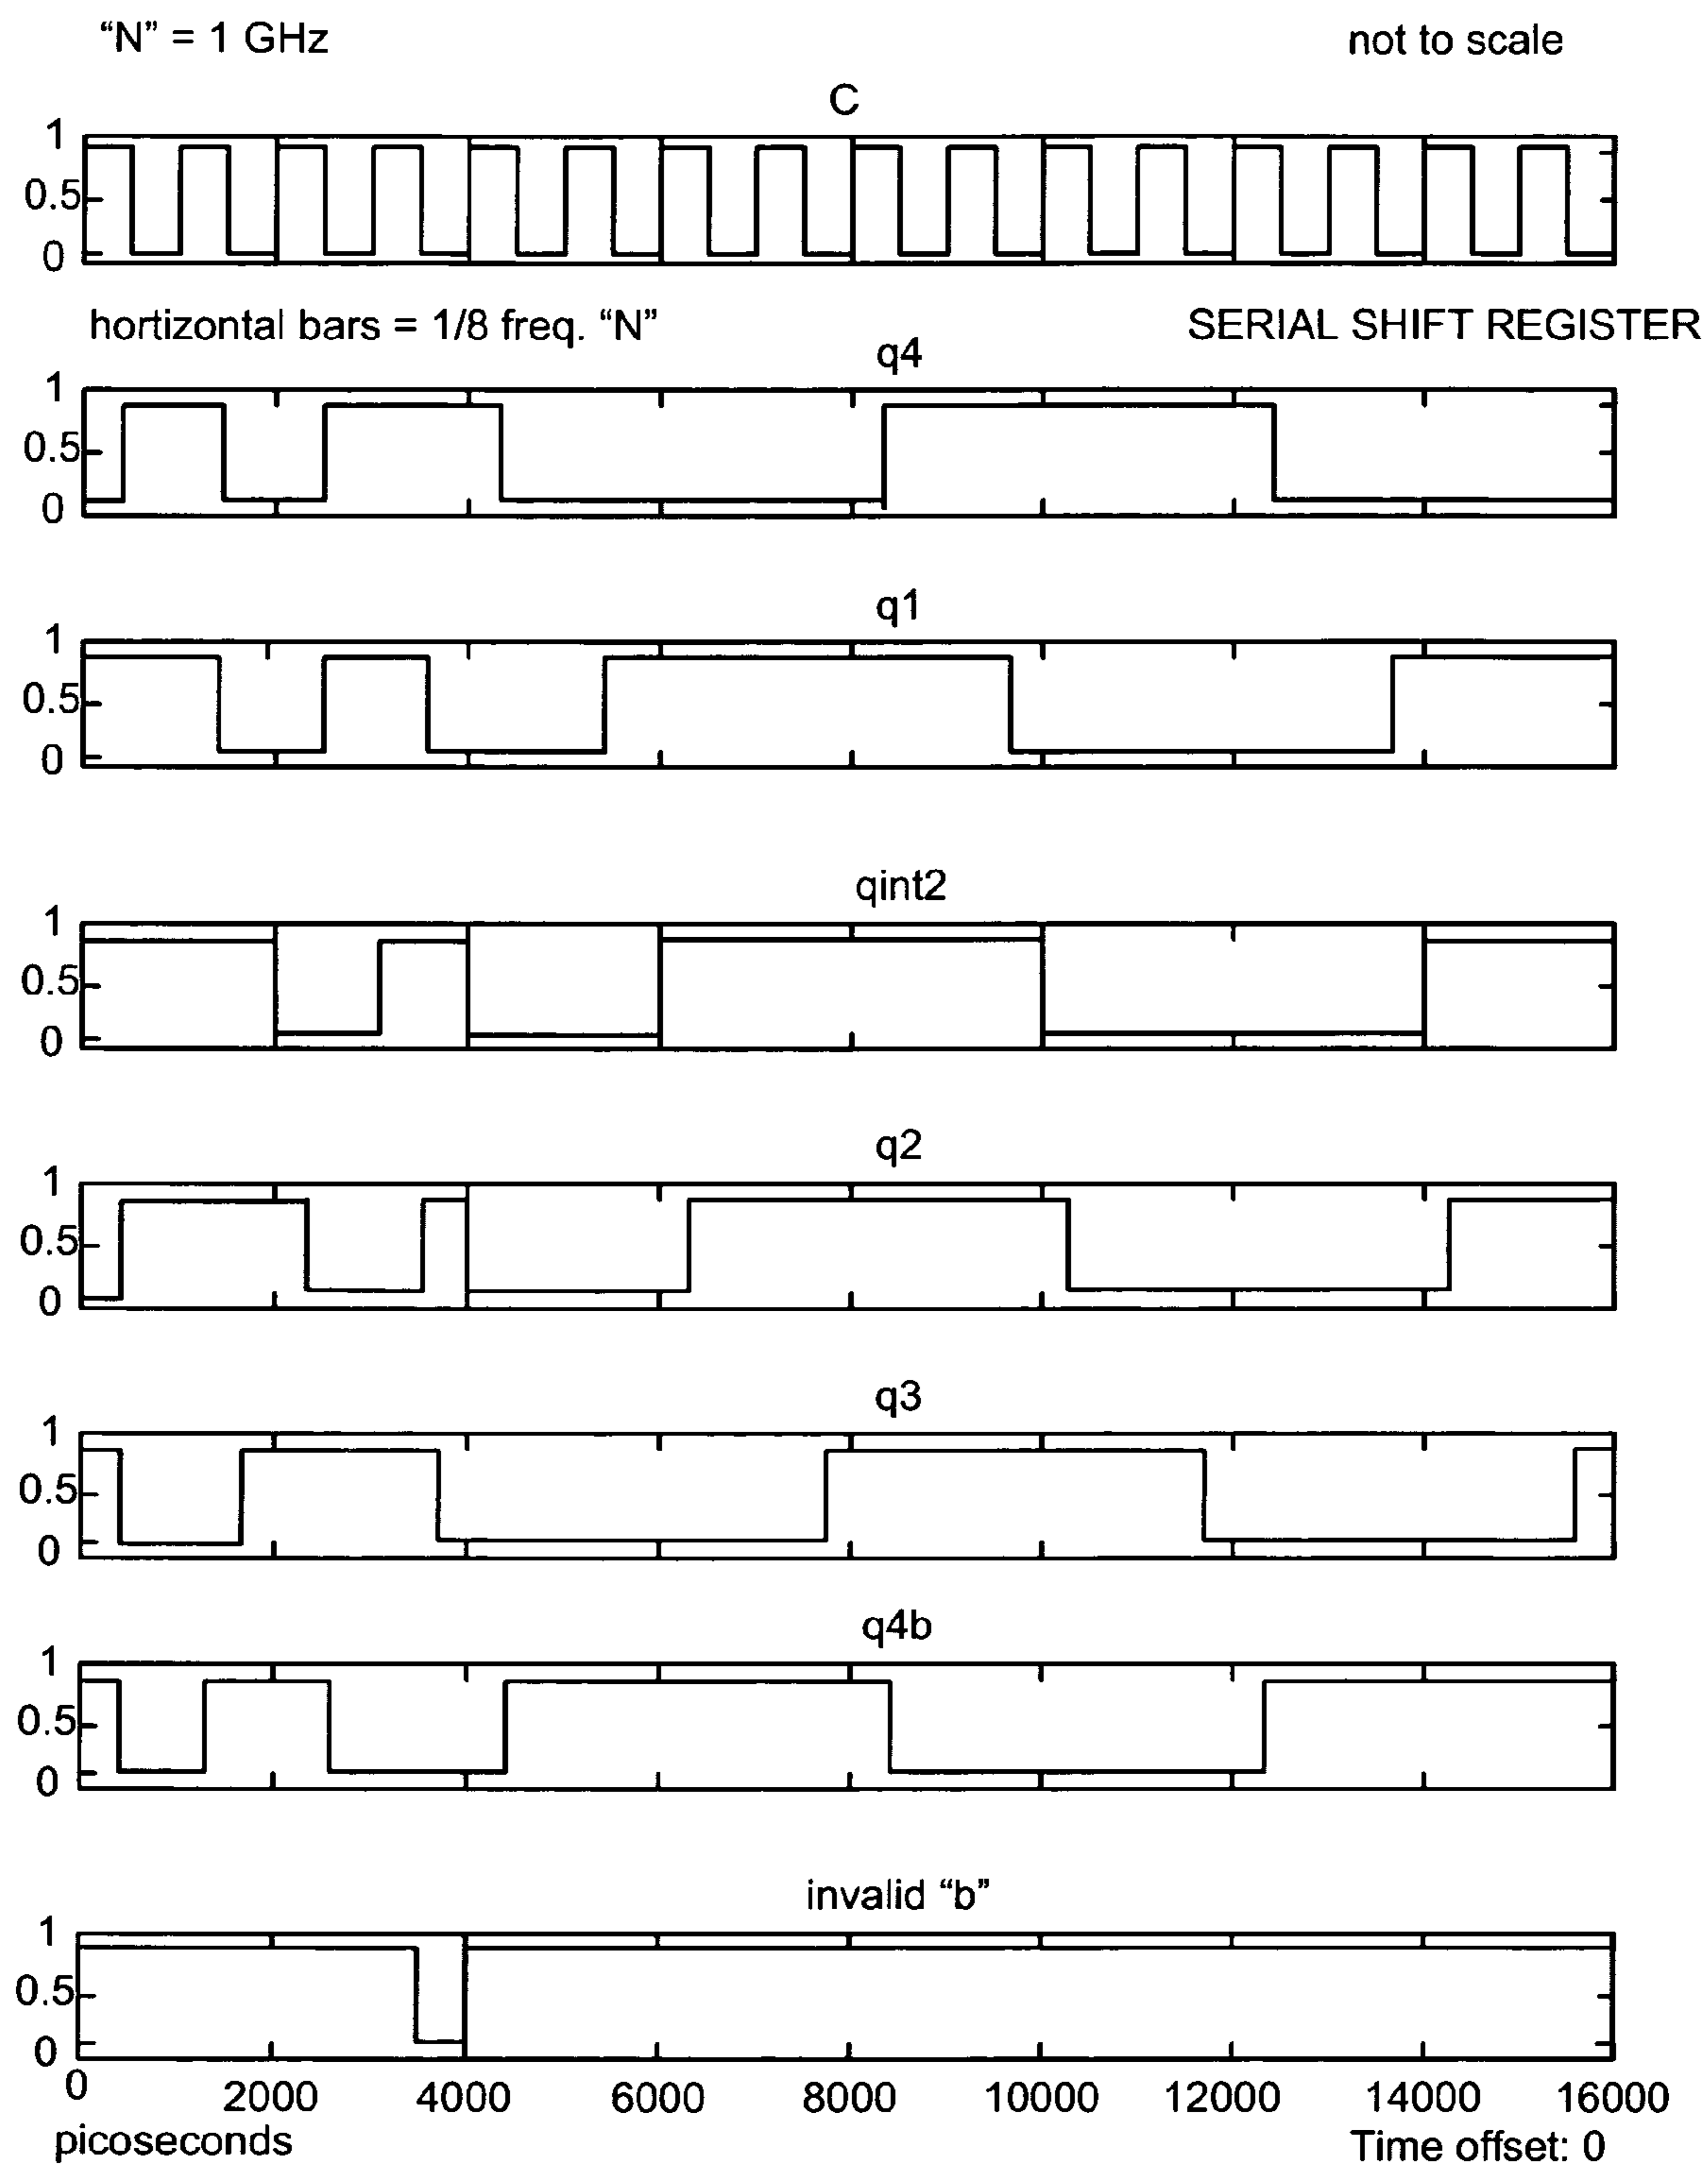 “N” = 1 GHz
not to scale
C
1
0.5
0
hortizontal bars = 1/8 freq. “N”
SERIAL SHIFT REGISTER
q4
1
0.5
0
q1
1
0.5
0
qint2
1
0.5
0
q2
1
0.5
0
q3
1
0.5
0
q4b
1
0.5
0
invalid “b”
1
0.5
0
0 2000 4000 6000 8000 10000 12000 14000 16000
picoseconds
Time offset: 0